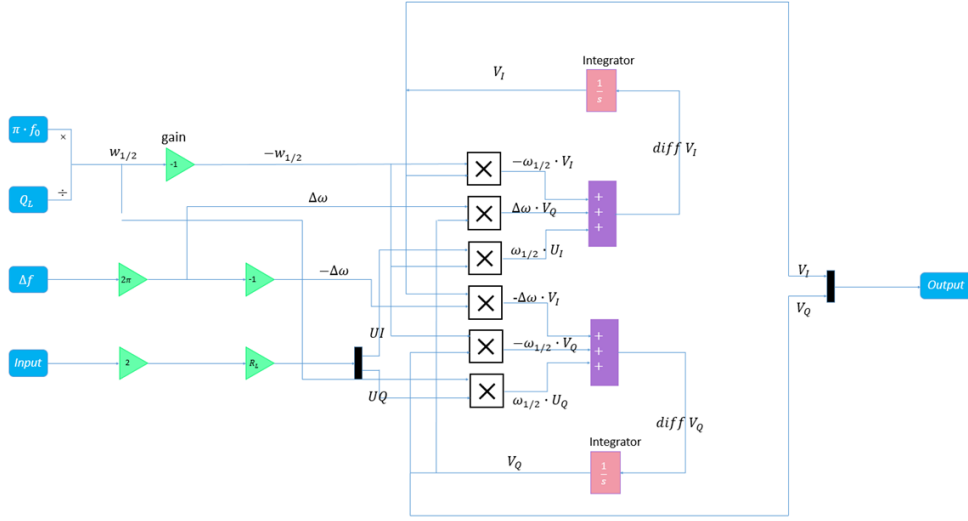 Integrator
V_I
1/s
π · f_0
×
gain
w_{1/2}
-1
−w_{1/2}
diff V_I
÷
Q_L
−ω_{1/2} · V_I
+
+
+
Δω
Δω · V_Q
ω_{1/2} · U_I
Δf
2π
-1
−Δω
-Δω · V_I
V_I
Output
V_Q
UI
+
+
+
−ω_{1/2} · V_Q
Input
2
R_L
UQ
ω_{1/2} · U_Q
diff V_Q
Integrator
V_Q
1/s